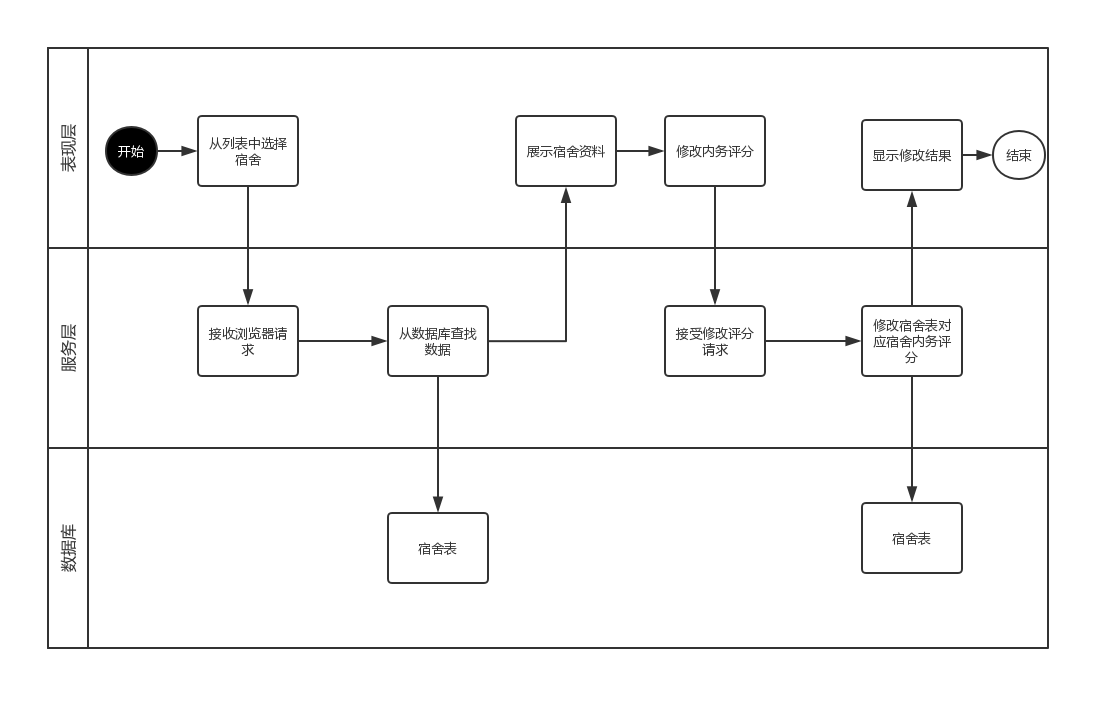 表现层
开始
从列表中选择
宿舍
展示宿舍资料
修改内务评分
显示修改结果
结束
服务层
接收浏览器请
求
从数据库查找
数据
接受修改评分
请求
修改宿舍表对
应宿舍内务评
分
数据库
宿舍表
宿舍表